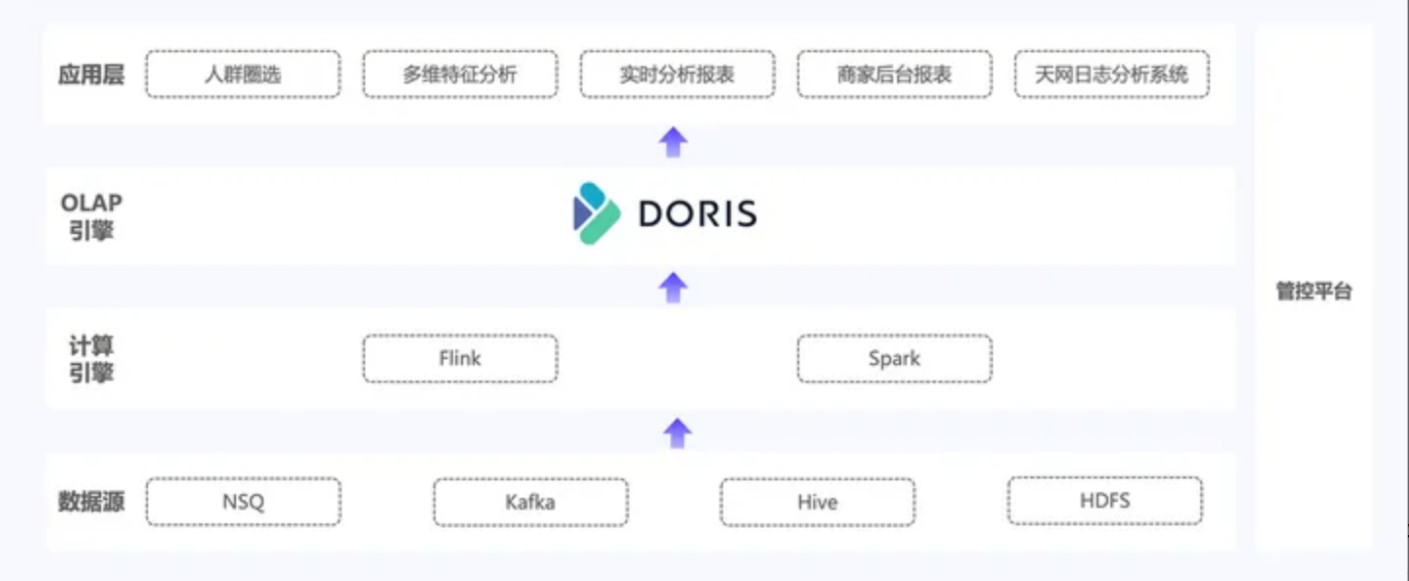 应用层
人群圈选
多维特征分析
实时分析报表
商家后台报表
天网日志分析系统
OLAP
引擎
DORIS
管控平台
计算
引擎
Flink
Spark
数据源
NSQ
Kafka
Hive
HDFS